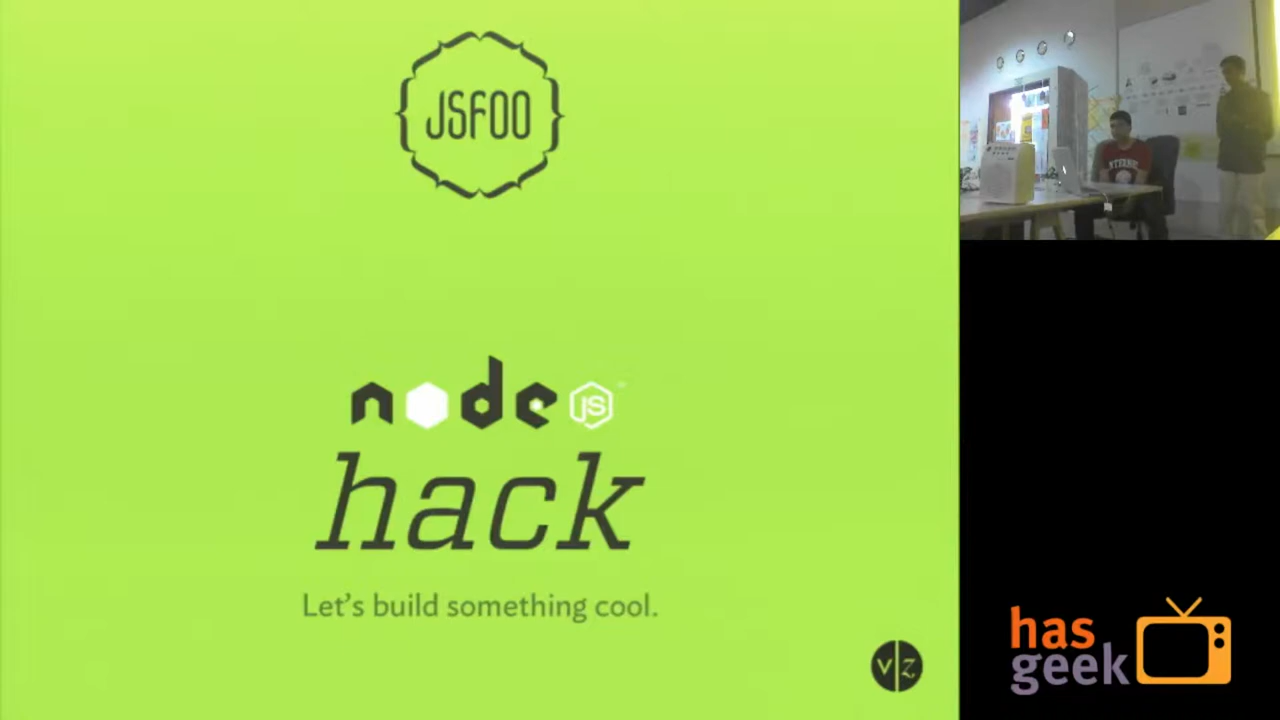 JSFOO
node JS
hack
Let's build something cool.
v z
has
geek